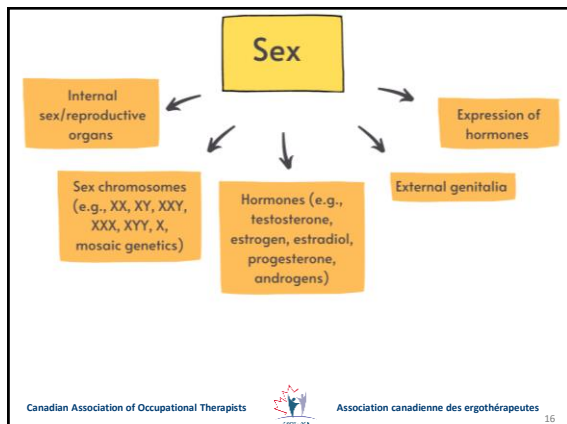 Sex
Internal
sex/reproductive
organs
Sex chromosomes
(e.g., XX, XY, XXY,
XXX, XYY, X,
mosaic genetics)
Hormones (e.g.,
testosterone,
estrogen, estradiol,
progesterone,
androgens)
External genitalia
Expression of
hormones
Canadian Association of Occupational Therapists
Association canadienne des ergothérapeutes
16